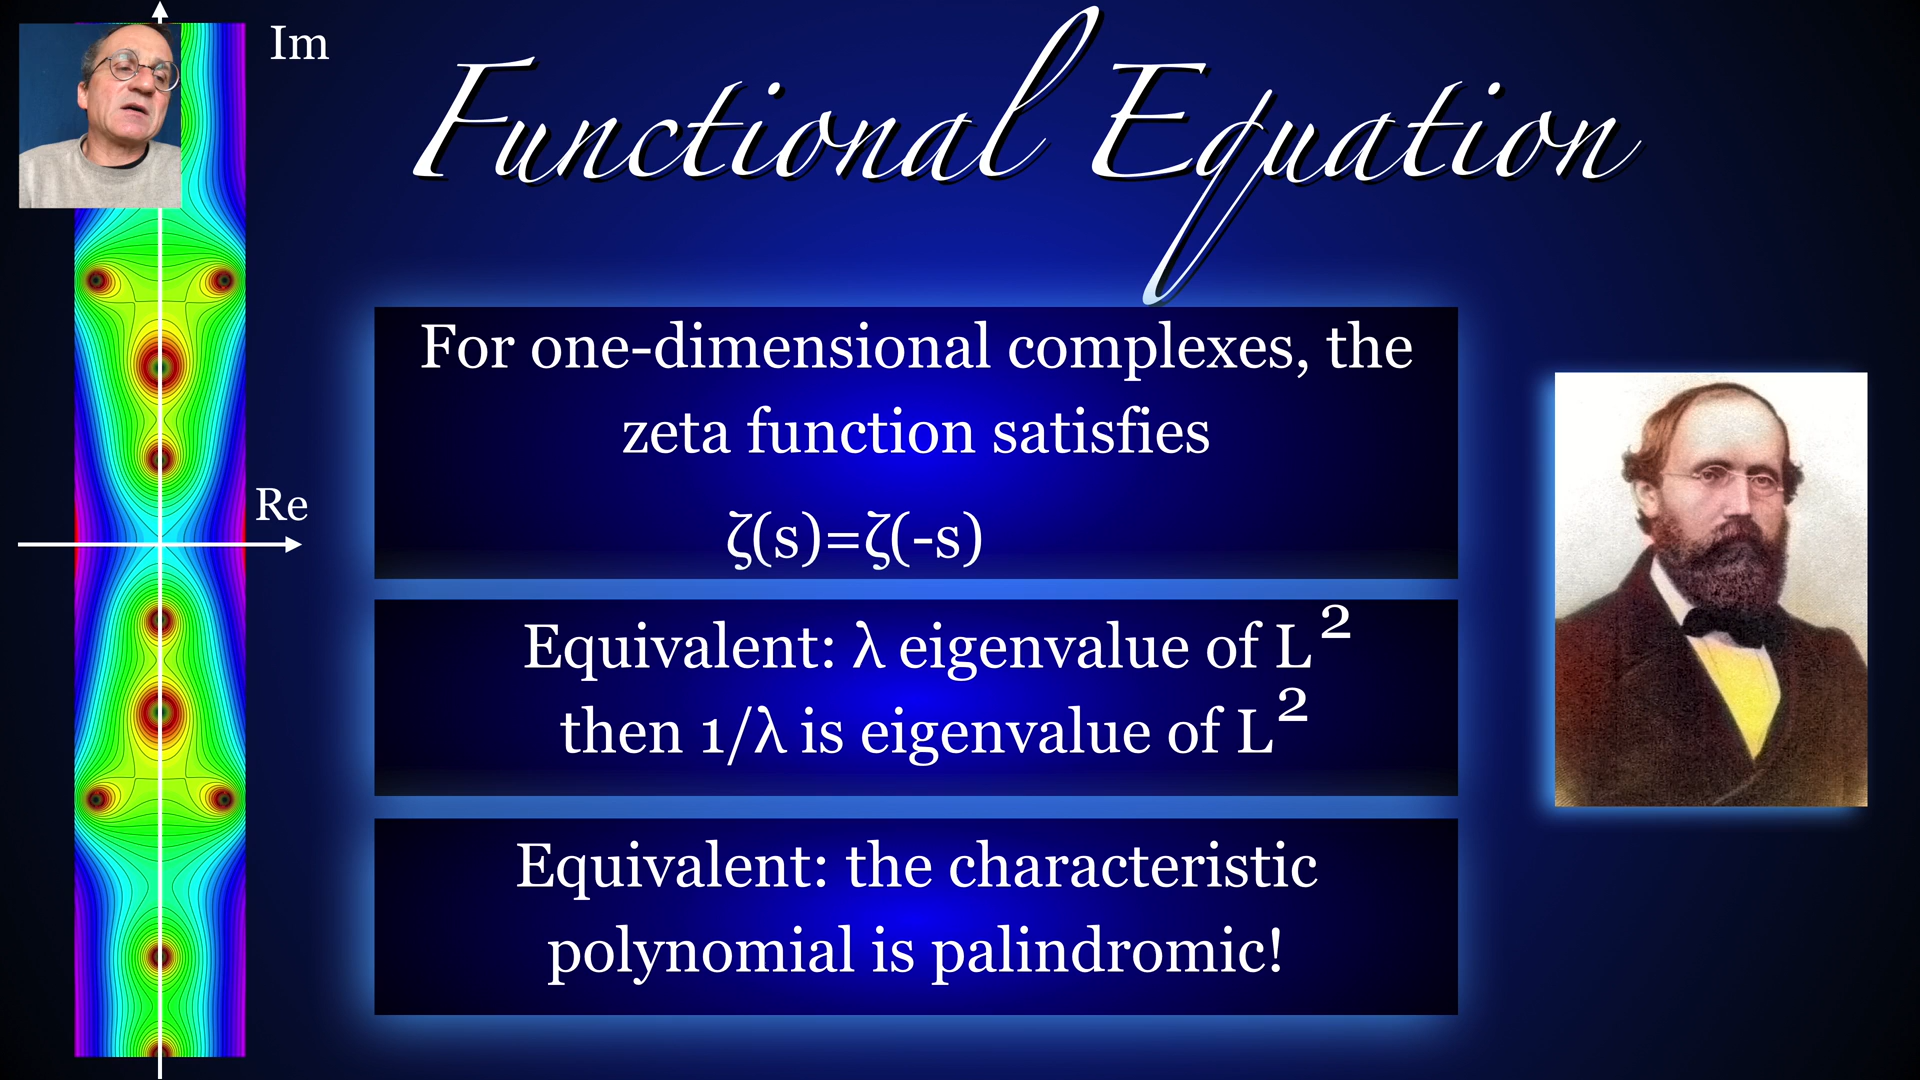 Im
Functional Equation
For one-dimensional complexes, the
zeta function satisfies
Re
ζ(s)=ζ(-s)
Equivalent: λ eigenvalue of L²
then 1/λ is eigenvalue of L²
Equivalent: the characteristic
polynomial is palindromic!